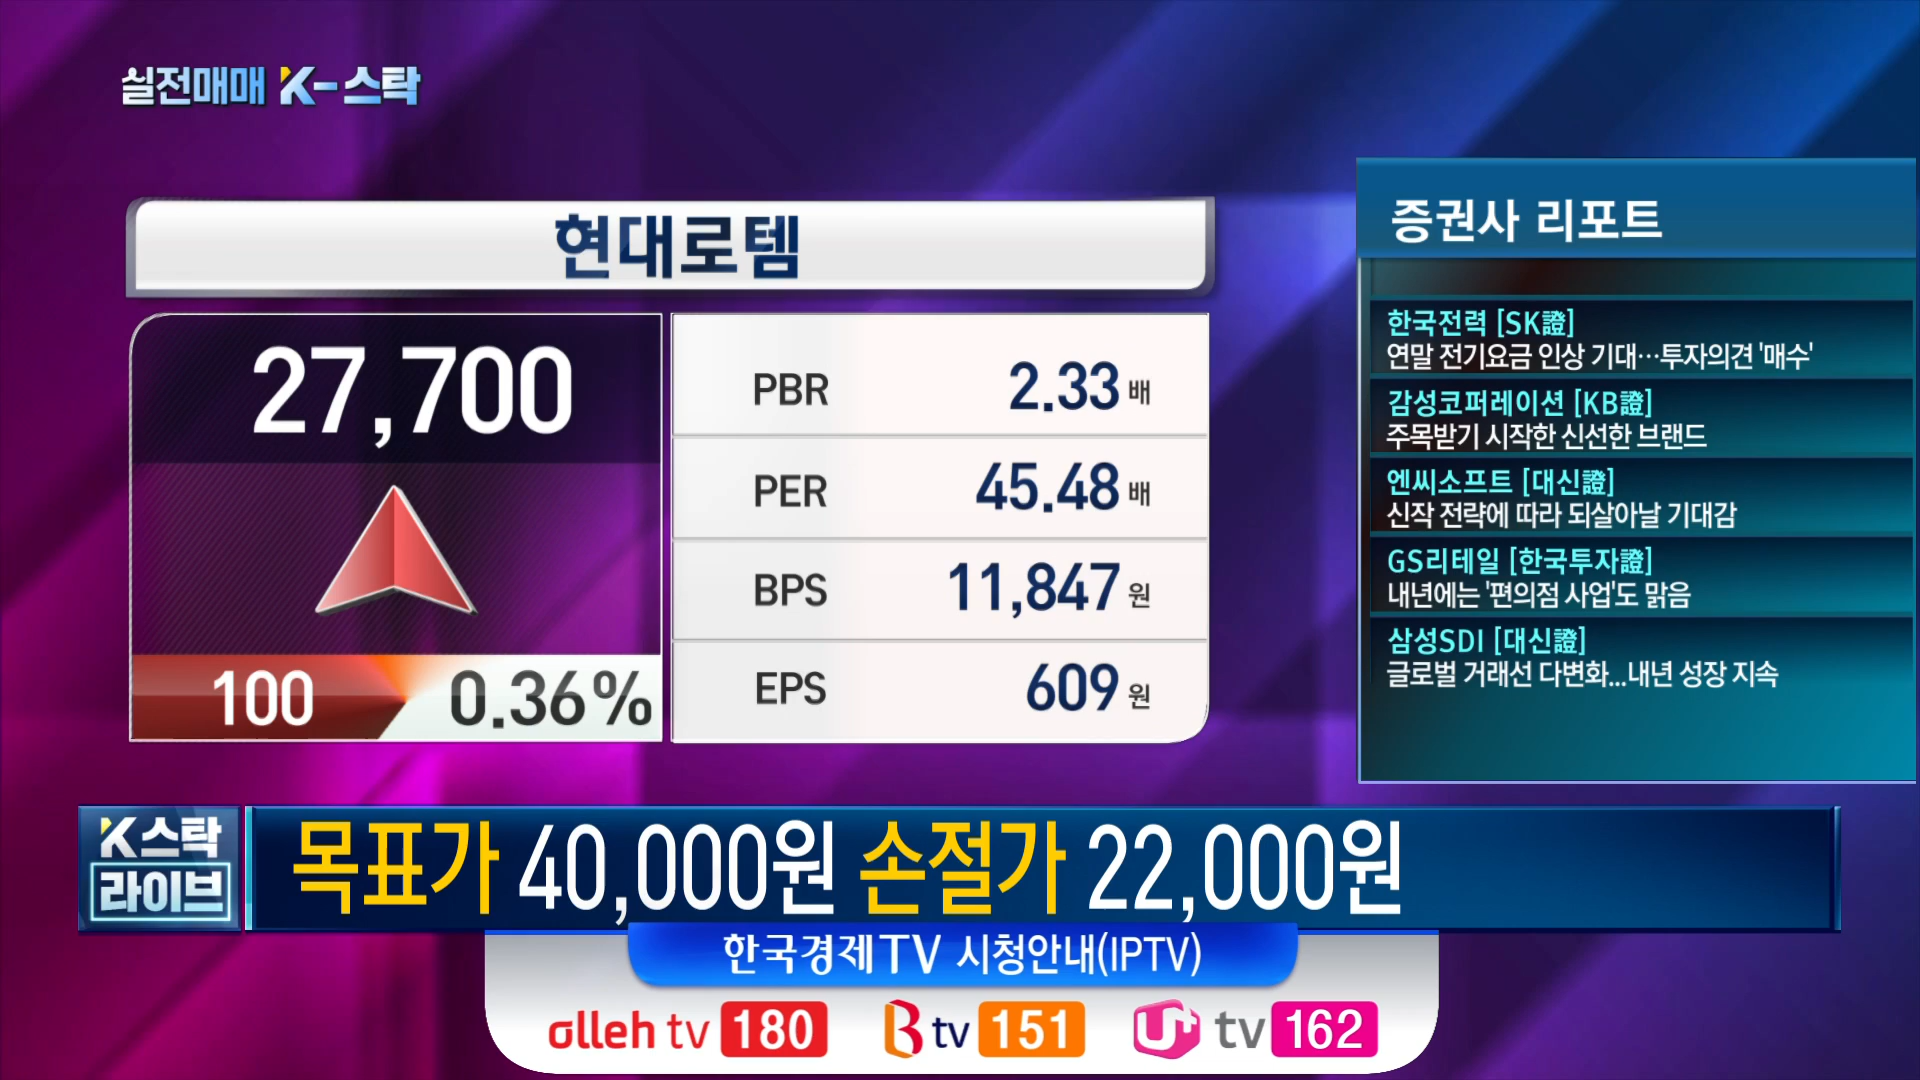 실전매매 K-스탁
현대로템
27,700
100 0.36%
PBR 2.33 배
PER 45.48 배
BPS 11,847 원
EPS 609 원
증권사 리포트
한국전력 [SK證]
연말 전기요금 인상 기대…투자의견 '매수'
감성코퍼레이션 [KB證]
주목받기 시작한 신선한 브랜드
엔씨소프트 [대신證]
신작 전략에 따라 되살아날 기대감
GS리테일 [한국투자證]
내년에는 '편의점 사업'도 맑음
삼성SDI [대신證]
글로벌 거래선 다변화...내년 성장 지속
K스탁
라이브
목표가 40,000원 손절가 22,000원
한국경제TV 시청안내(IPTV)
olleh tv 180 B tv 151 U+ tv 162